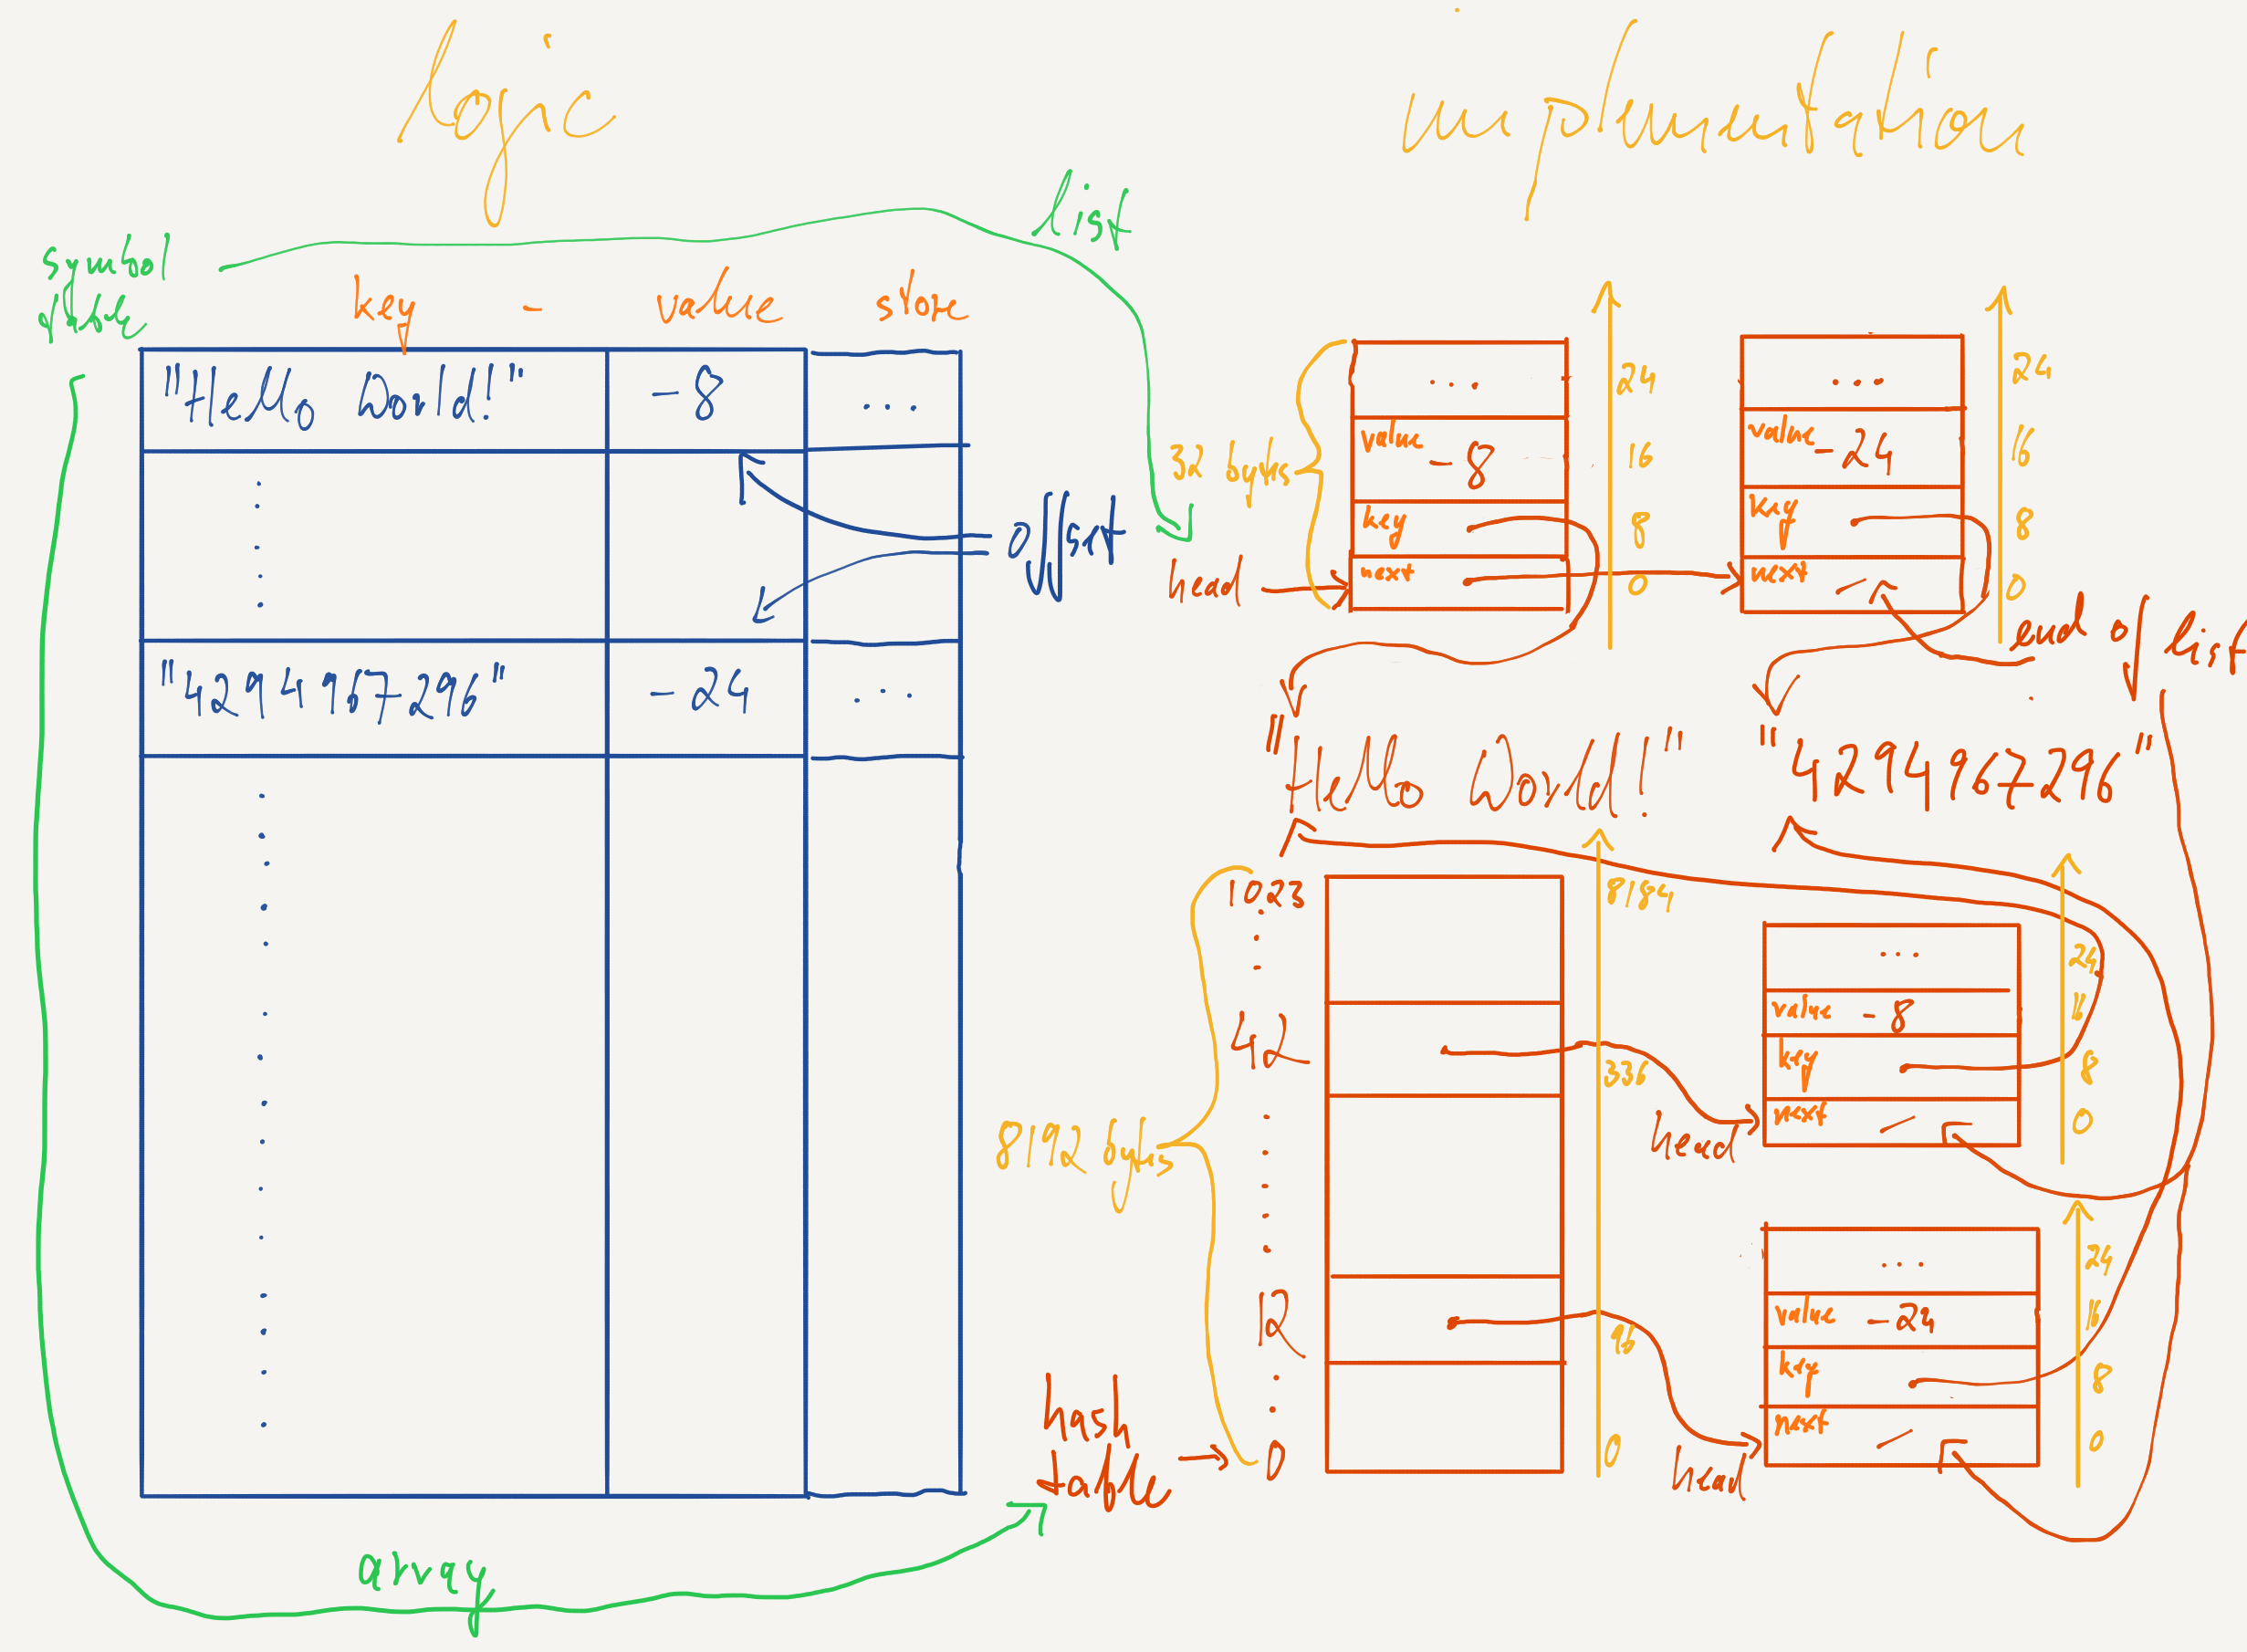 logic
implementation
list
symbol
table
key - value store
"Hello World!" -8 ...
offset
"4294967296" -24 ...
array
32 bytes
...
value -8
key
next
head
24
16
8
0
...
value -24
key
next
24
16
8
0
end of list
"Hello World!"
"4294967296"
8192 bytes
1023
42
2
0
hash
table
8184
336
16
0
head
...
value -8
key
next
24
16
8
0
head
...
value -24
key
next
24
16
8
0